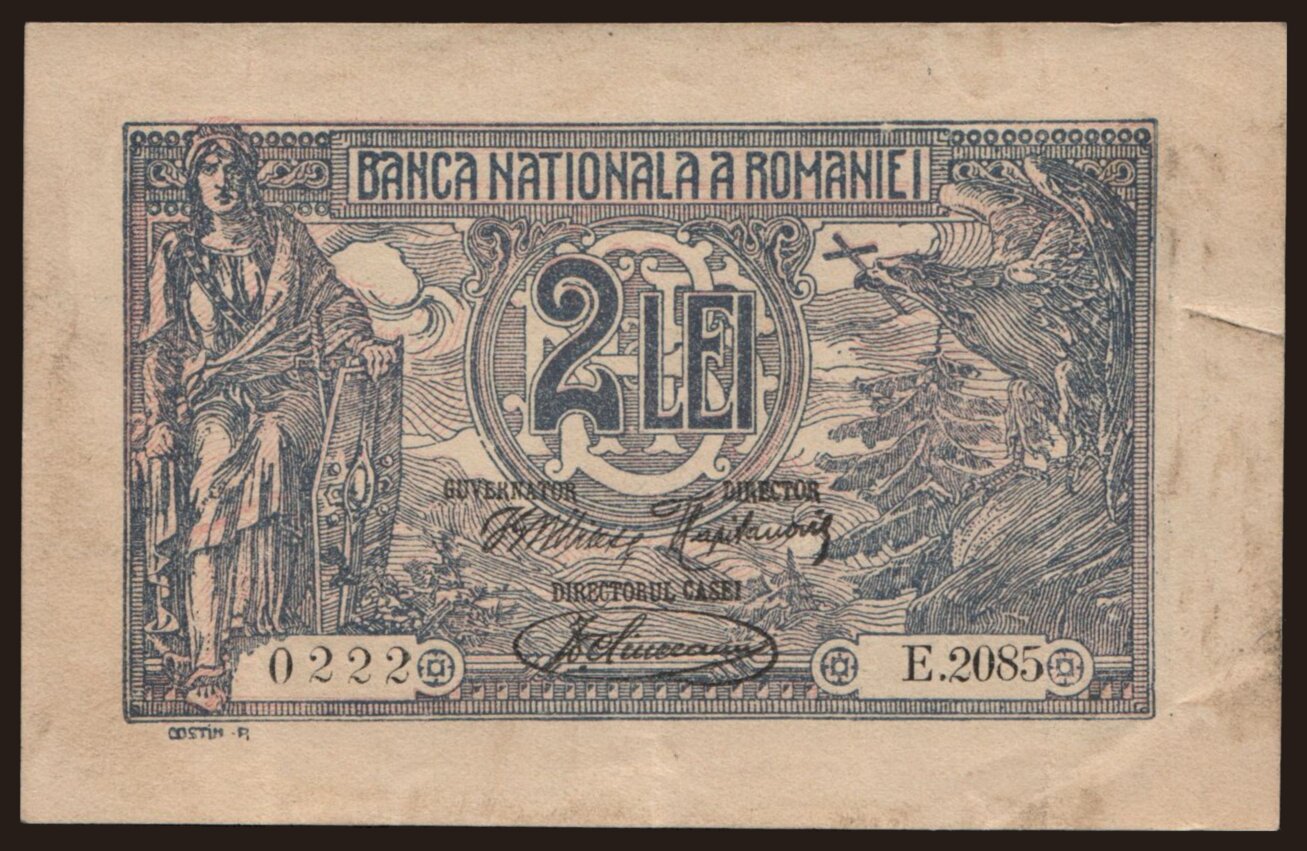 BANCA NATIONALA A ROMANIEI
2 LEI
GUVERNATOR DIRECTOR
DIRECTORUL CASEI
0222 E.2085
COSTIN